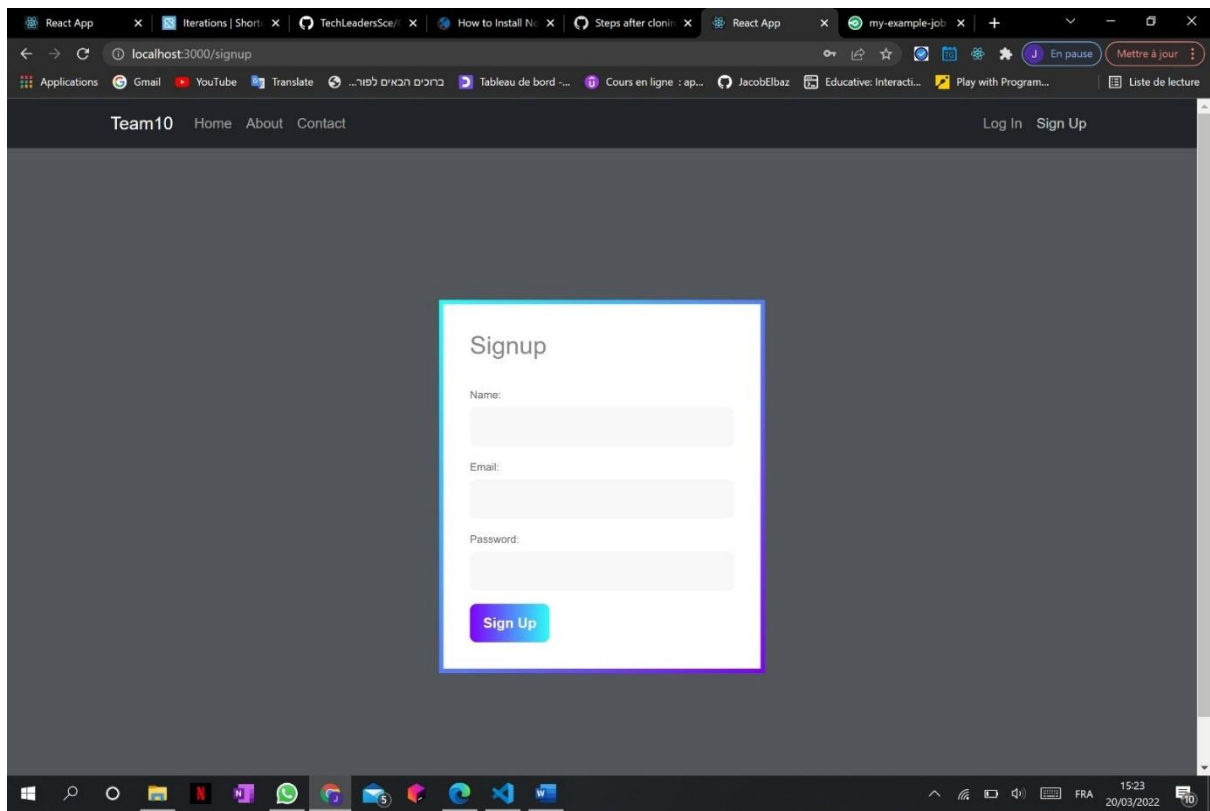 React App
Iterations | Short
TechLeadersSce/
How to Install No
Steps after clonin
React App
my-example-job
localhost:3000/signup
J En pause
Mettre à jour
Applications
Gmail
YouTube
Translate
ברוכים הבאים לפור...
Tableau de bord -...
Cours en ligne : ap...
JacobElbaz
Educative: Interacti...
Play with Program...
Liste de lecture
Team10 Home About Contact
Log In Sign Up
Signup
Name:
Email:
Password:
Sign Up
FRA
15:23
20/03/2022